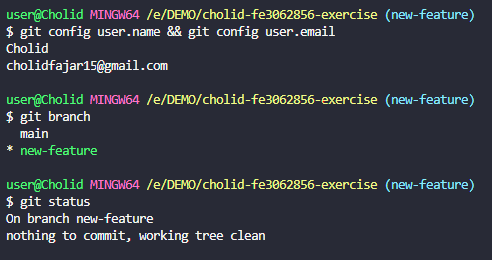 user@Cholid MINGW64 /e/DEMO/cholid-fe3062856-exercise (new-feature)
$ git config user.name && git config user.email
Cholid
cholidfajar15@gmail.com
user@Cholid MINGW64 /e/DEMO/cholid-fe3062856-exercise (new-feature)
$ git branch
  main
* new-feature
user@Cholid MINGW64 /e/DEMO/cholid-fe3062856-exercise (new-feature)
$ git status
On branch new-feature
nothing to commit, working tree clean